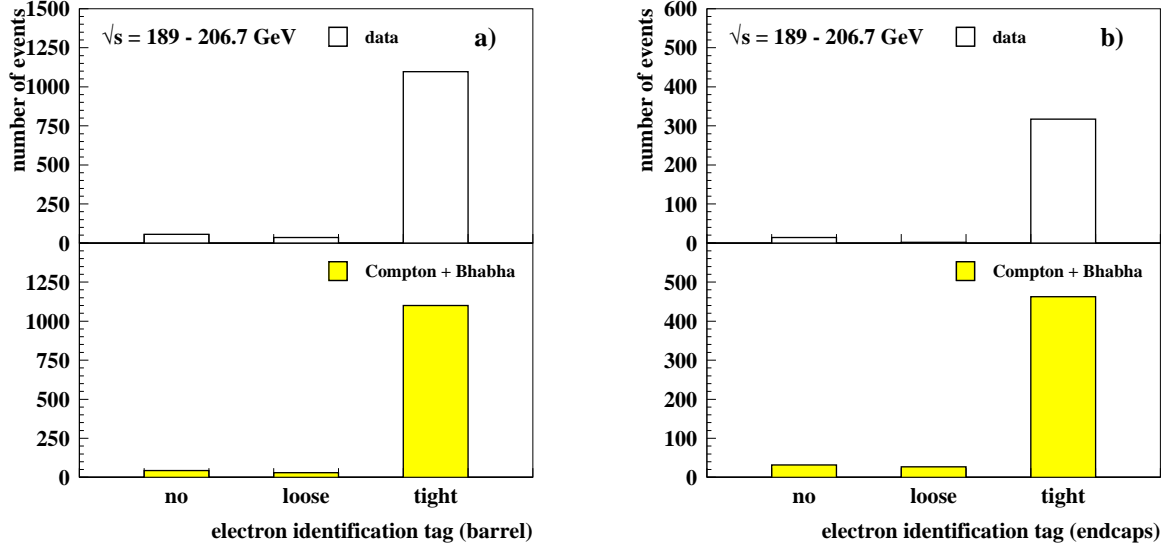 number of events
1500
1250
1000
750
500
250
0
√s = 189 - 206.7 GeV
data
a)
1250
1000
750
500
250
0
Compton + Bhabha
no loose tight
electron identification tag (barrel)
number of events
600
500
400
300
200
100
0
√s = 189 - 206.7 GeV
data
b)
500
400
300
200
100
0
Compton + Bhabha
no loose tight
electron identification tag (endcaps)